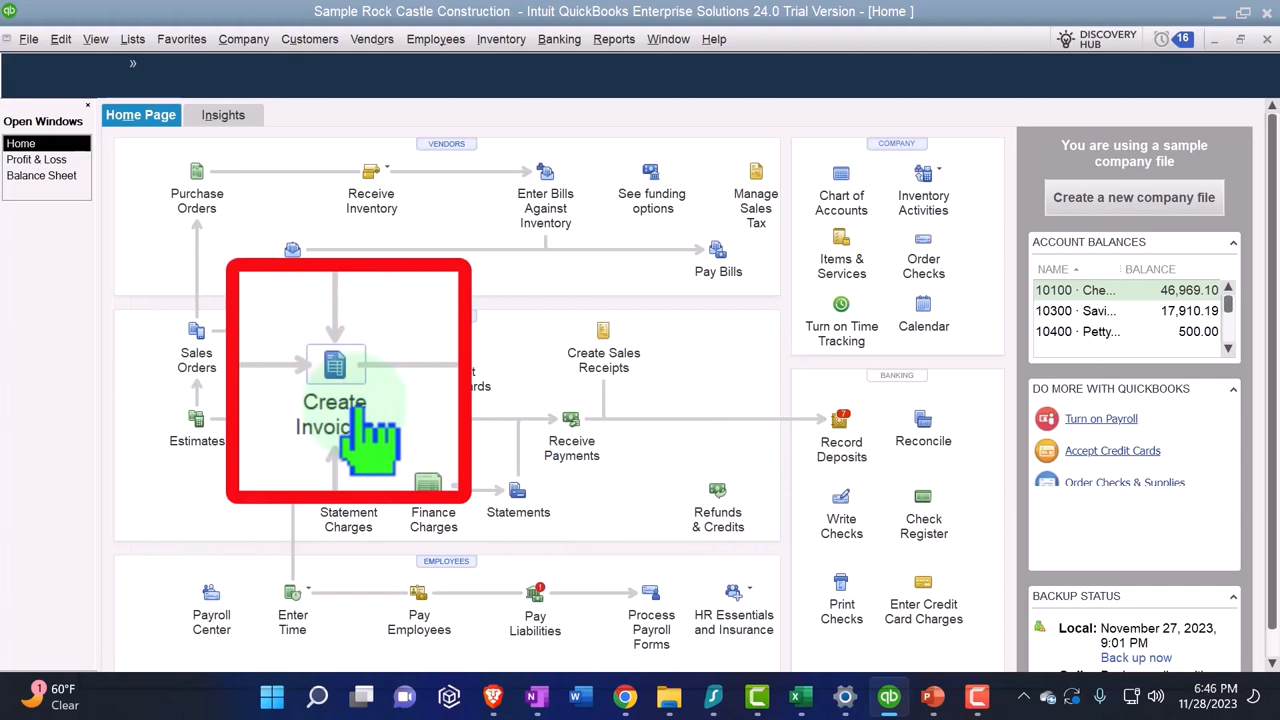 Sample Rock Castle Construction - Intuit QuickBooks Enterprise Solutions 24.0 Trial Version - [Home ]
File Edit View Lists Favorites Company Customers Vendors Employees Inventory Banking Reports Window Help
DISCOVERY
HUB
16
»
Open Windows
Home
Profit & Loss
Balance Sheet
Home Page
Insights
VENDORS
Purchase
Orders
Receive
Inventory
Enter Bills
Against
Inventory
See funding
options
Manage
Sales
Tax
Pay Bills
Sales
Orders
Create
Create Sales
Receipts
Estimates
Receive
Payments
Statement
Charges
Finance
Charges
Statements
Refunds
& Credits
EMPLOYEES
Payroll
Center
Enter
Time
Pay
Employees
1
Pay
Liabilities
Process
Payroll
Forms
HR Essentials
and Insurance
COMPANY
Chart of
Accounts
Inventory
Activities
Items &
Services
Order
Checks
Turn on Time
Tracking
Calendar
BANKING
7
Record
Deposits
Reconcile
Write
Checks
Check
Register
Print
Checks
Enter Credit
Card Charges
You are using a sample
company file
Create a new company file
ACCOUNT BALANCES
NAME BALANCE
10100 · Che... 46,969.10
10300 · Savi... 17,910.19
10400 · Petty... 500.00
DO MORE WITH QUICKBOOKS
Turn on Payroll
Accept Credit Cards
Order Checks & Supplies
BACKUP STATUS
Local: November 27, 2023,
9:01 PM
Back up now
1
60°F
Clear
6:46 PM
11/28/2023